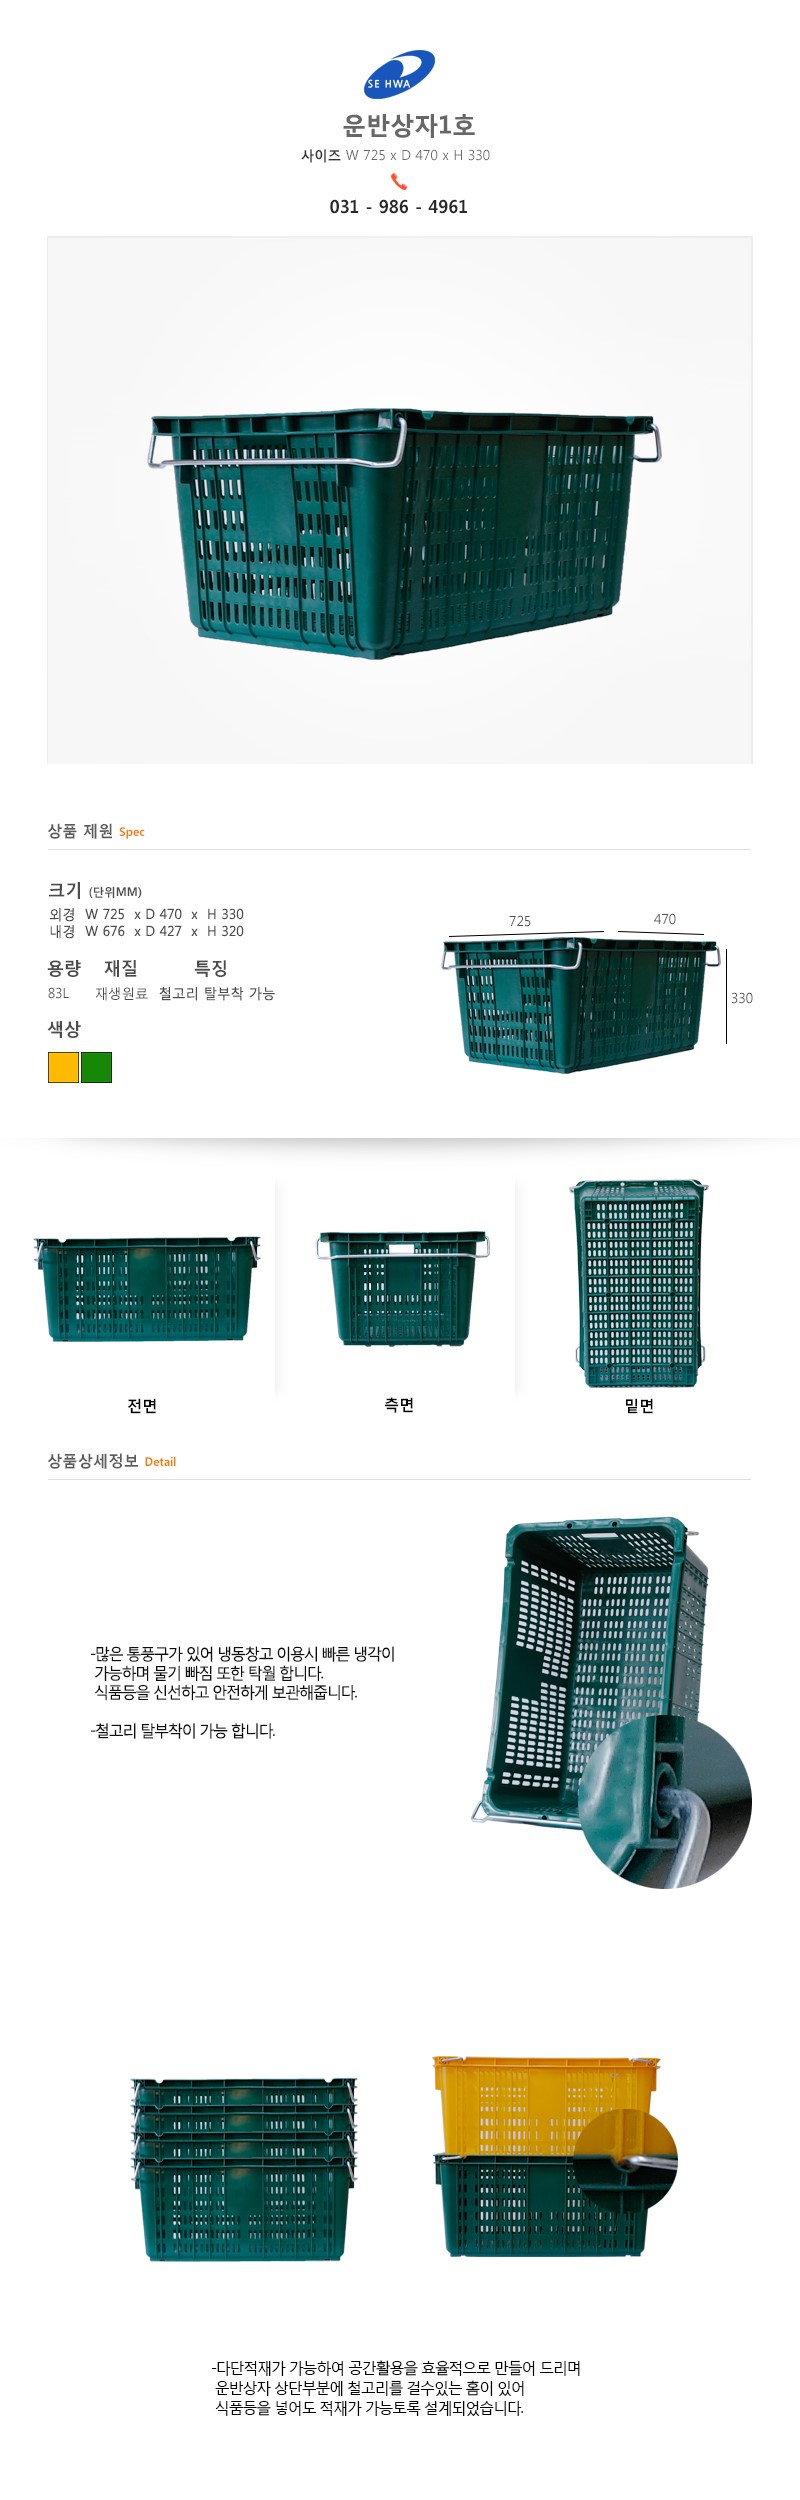 SE HWA
운반상자1호
사이즈 W 725 x D 470 x H 330
031 - 986 - 4961
상품 제원 Spec
크기 (단위MM)
외경 W 725 x D 470 x H 330
내경 W 676 x D 427 x H 320
용량 재질 특징
83L 재생원료 철고리 탈부착 가능
색상
725
470
330
전면
측면
밑면
상품상세정보 Detail
-많은 통풍구가 있어 냉동창고 이용시 빠른 냉각이
가능하며 물기 빠짐 또한 탁월 합니다.
식품등을 신선하고 안전하게 보관해줍니다.
-철고리 탈부착이 가능 합니다.
-다단적재가 가능하여 공간활용을 효율적으로 만들어 드리며
운반상자 상단부분에 철고리를 걸수있는 홈이 있어
식품등을 넣어도 적재가 가능토록 설계되었습니다.